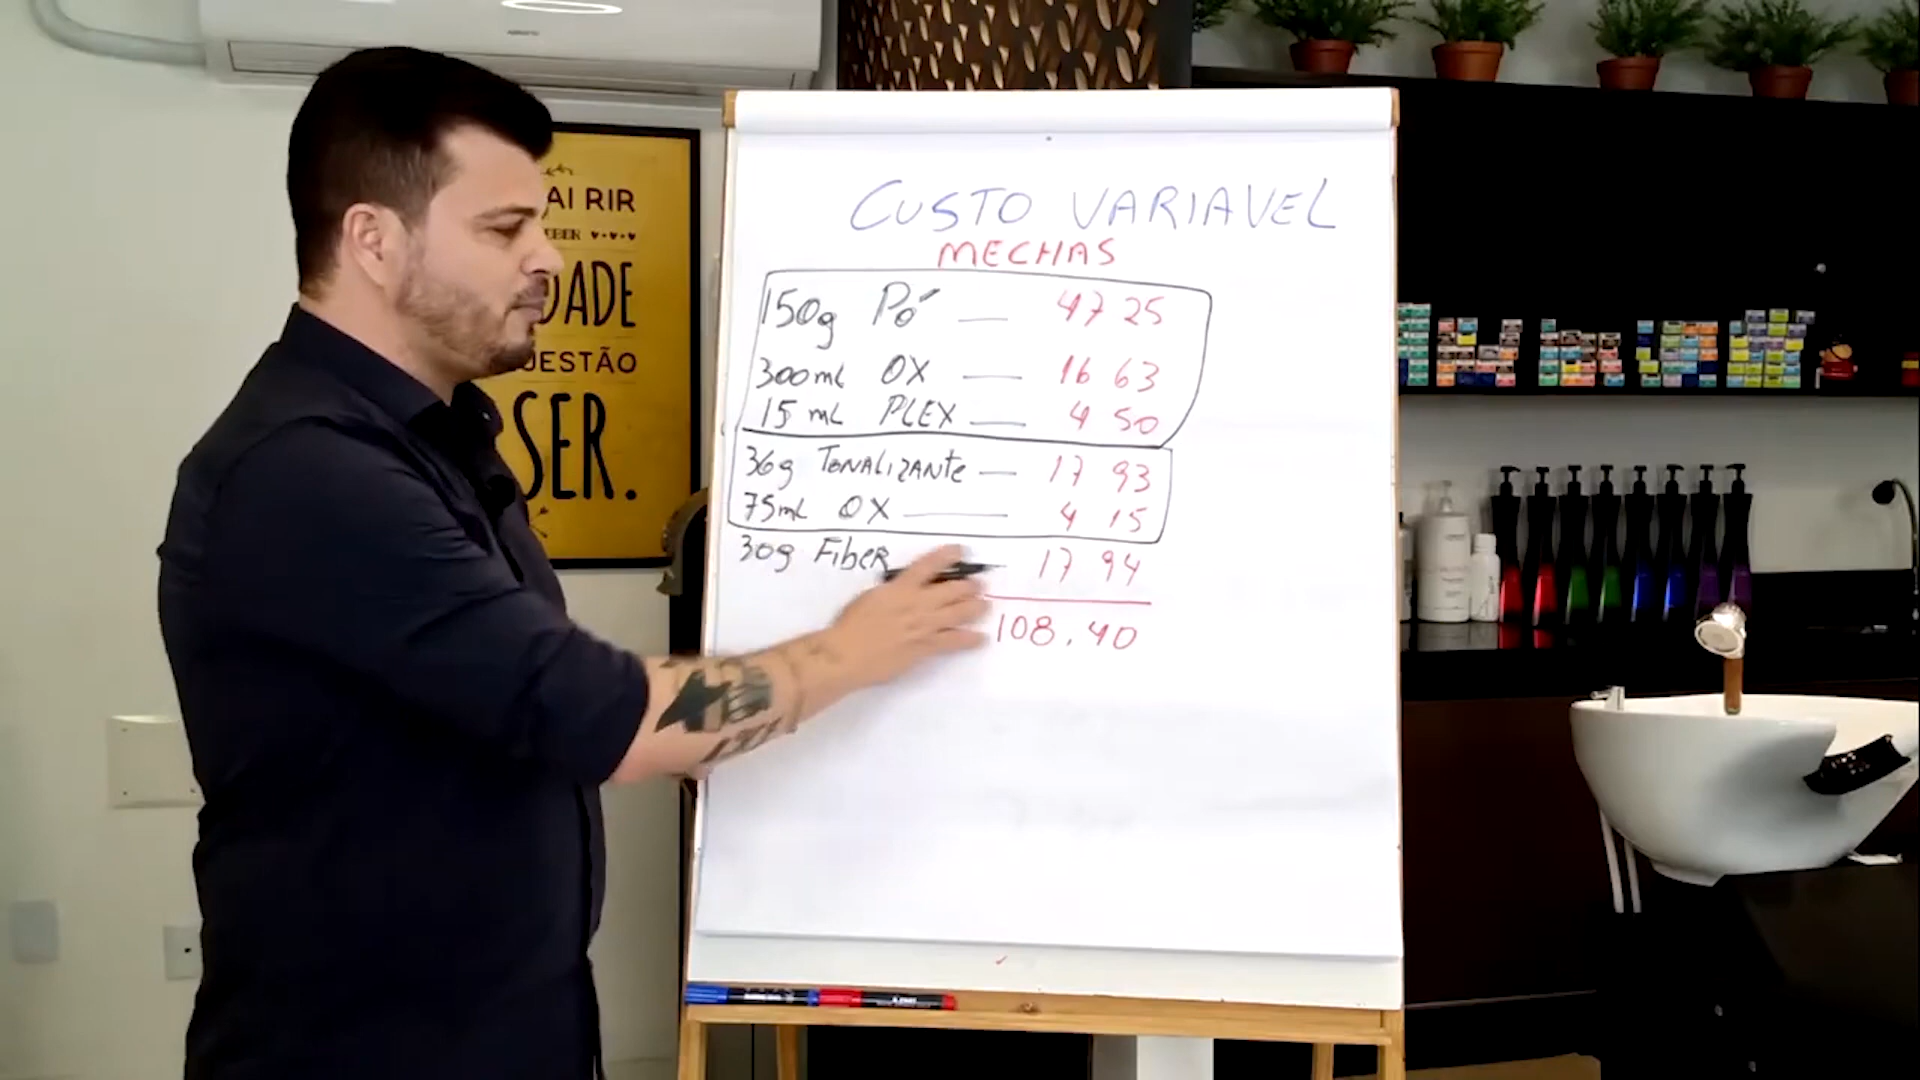 AI RIR
DADE
UESTÃO
SER.
CUSTO VARIAVEL
MECHAS
150g Pó — 47 25
300mL OX — 16 63
15 mL PLEX — 4 50
36g TONALIZANTE — 17 93
75mL OX — 4 15
30g FIBER 17 94
108.40